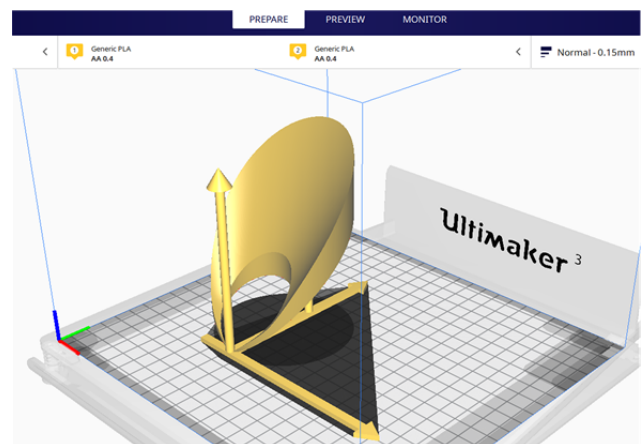 PREPARE PREVIEW MONITOR
1 Generic PLA 2 Generic PLA Normal - 0.15mm
AA 0.4 AA 0.4
Ultimaker 3